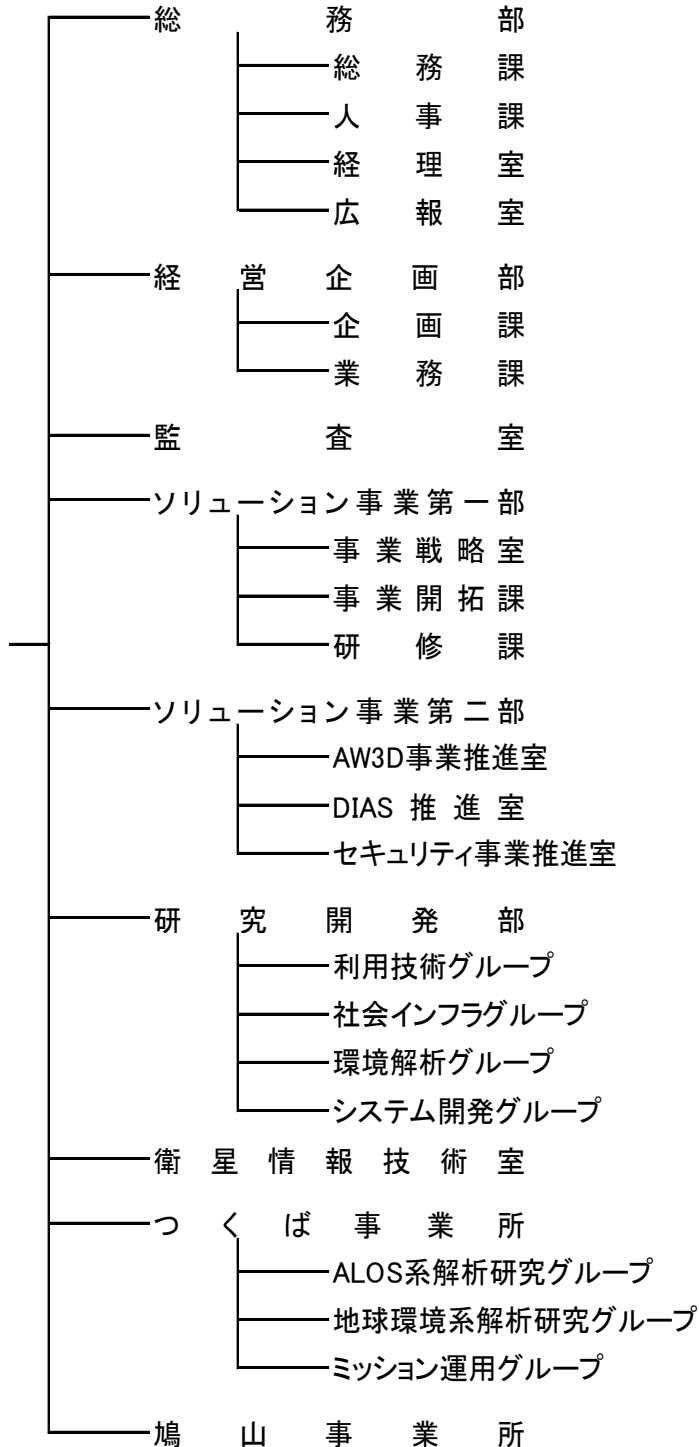 総務部
総務課
人事課
経理室
広報室
経営企画部
企画課
業務課
監査室
ソリューション事業第一部
事業戦略室
事業開拓課
研修課
ソリューション事業第二部
AW3D事業推進室
DIAS推進室
セキュリティ事業推進室
研究開発部
利用技術グループ
社会インフラグループ
環境解析グループ
システム開発グループ
衛星情報技術室
つくば事業所
ALOS系解析研究グループ
地球環境系解析研究グループ
ミッション運用グループ
鳩山事業所